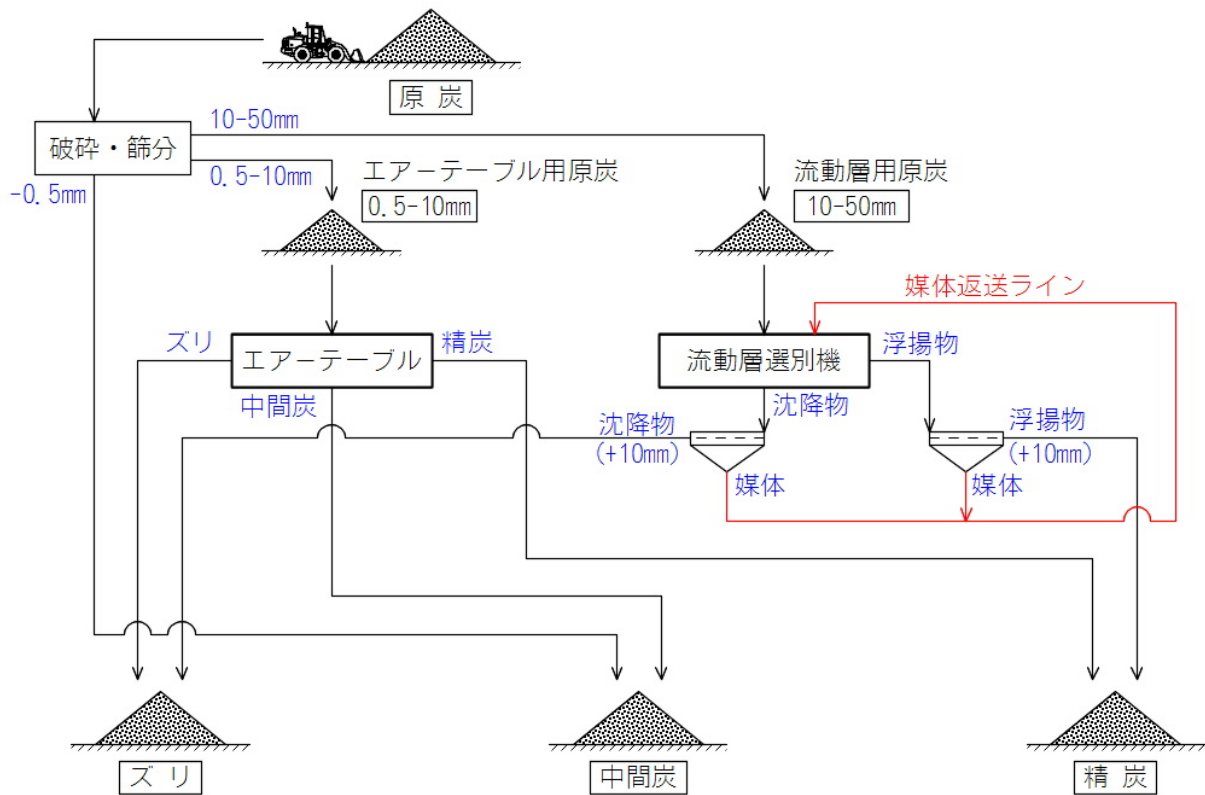 原 炭
10-50mm
破砕・篩分
0.5-10mm
-0.5mm
エアーテーブル用原炭
0.5-10mm
流動層用原炭
10-50mm
媒体返送ライン
ズリ
エアーテーブル
精炭
流動層選別機
浮揚物
中間炭
沈降物
沈降物
(+10mm)
浮揚物
(+10mm)
媒体
媒体
ズ リ
中間炭
精 炭